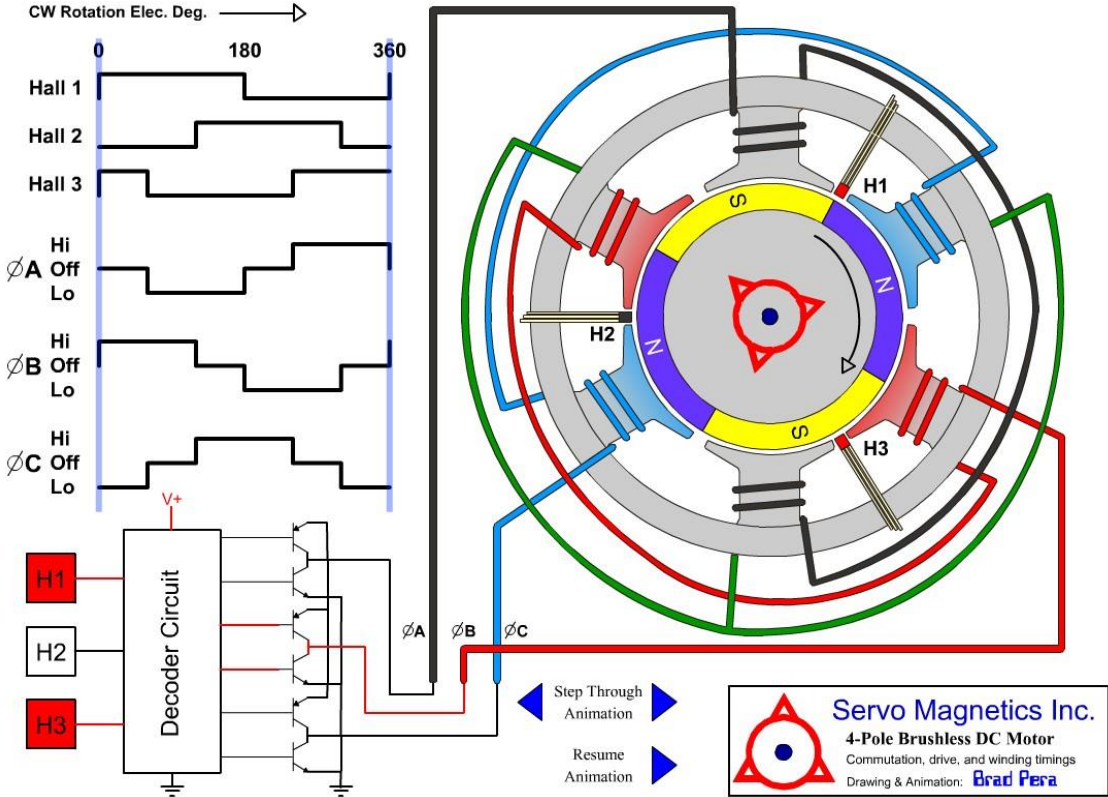 CW Rotation Elec. Deg.
0 180 360
Hall 1
Hall 2
Hall 3
Hi
ØA Off
Lo
Hi
ØB Off
Lo
Hi
ØC Off
Lo
V+
H1
H2
H3
Decoder Circuit
ØA ØB ØC
S
H1
N
H2
N
S
H3
Step Through
Animation
Resume
Animation
Servo Magnetics Inc.
4-Pole Brushless DC Motor
Commutation, drive, and winding timings
Drawing & Animation: Brad Pera